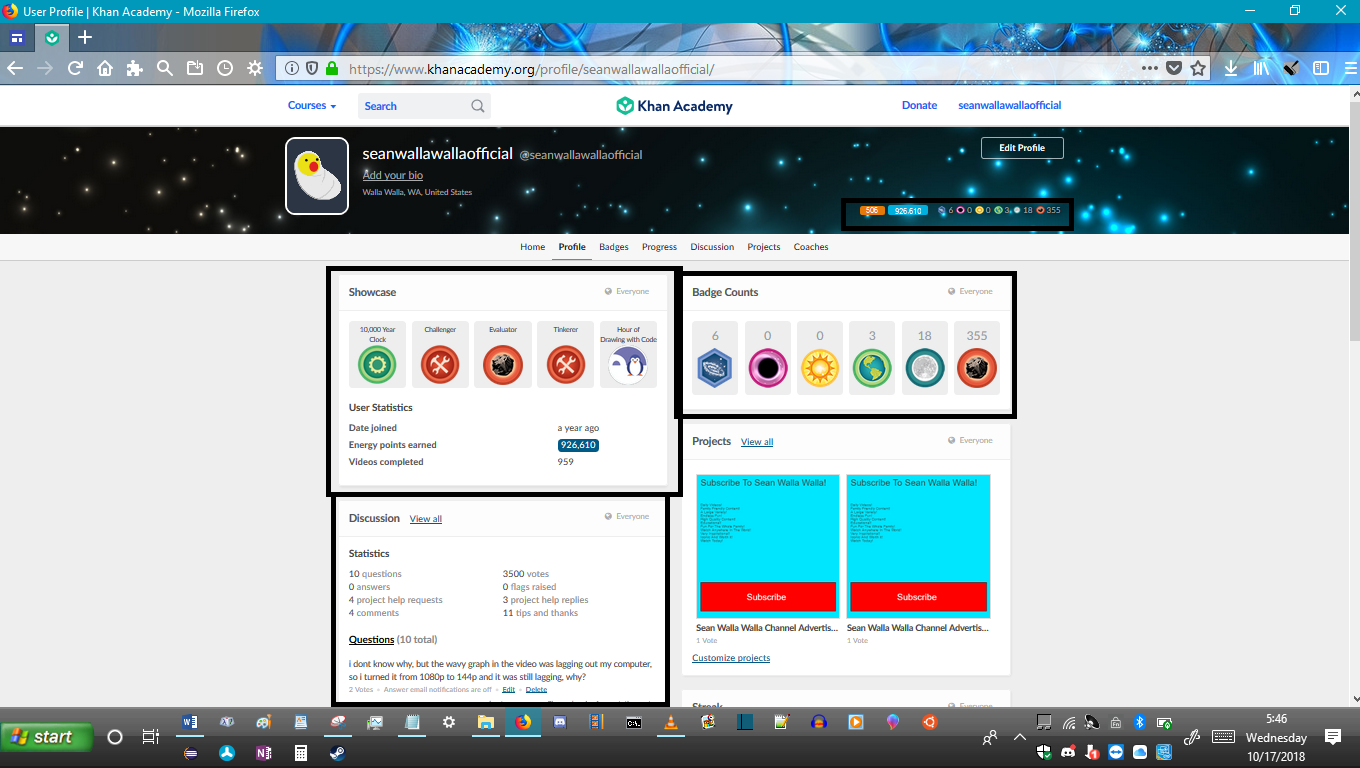 User Profile | Khan Academy - Mozilla Firefox
https://www.khanacademy.org/profile/seanwallawallaofficial/
Courses
Search
Khan Academy
Donate
seanwallawallaofficial
seanwallawallaofficial @seanwallawallaofficial
Add your bio
Walla Walla, WA, United States
Edit Profile
506 926,610 6 0 0 3 18 355
Home Profile Badges Progress Discussion Projects Coaches
Showcase
Everyone
10,000 Year
Clock
Challenger
Evaluator
Tinkerer
Hour of
Drawing with Code
User Statistics
Date joined a year ago
Energy points earned 926,610
Videos completed 959
Badge Counts
Everyone
6 0 0 3 18 355
Discussion View all
Everyone
Statistics
10 questions 3500 votes
0 answers 0 flags raised
4 project help requests 3 project help replies
4 comments 11 tips and thanks
Questions (10 total)
i dont know why, but the wavy graph in the video was lagging out my computer,
so i turned it from 1080p to 144p and it was still lagging, why?
2 Votes • Answer email notifications are off • Edit • Delete
Projects View all
Everyone
Subscribe To Sean Walla Walla!
Subscribe
Sean Walla Walla Channel Advertis...
1 Vote
Subscribe To Sean Walla Walla!
Subscribe
Sean Walla Walla Channel Advertis...
1 Vote
Customize projects
Streak
Everyone
start
5:46
Wednesday
10/17/2018